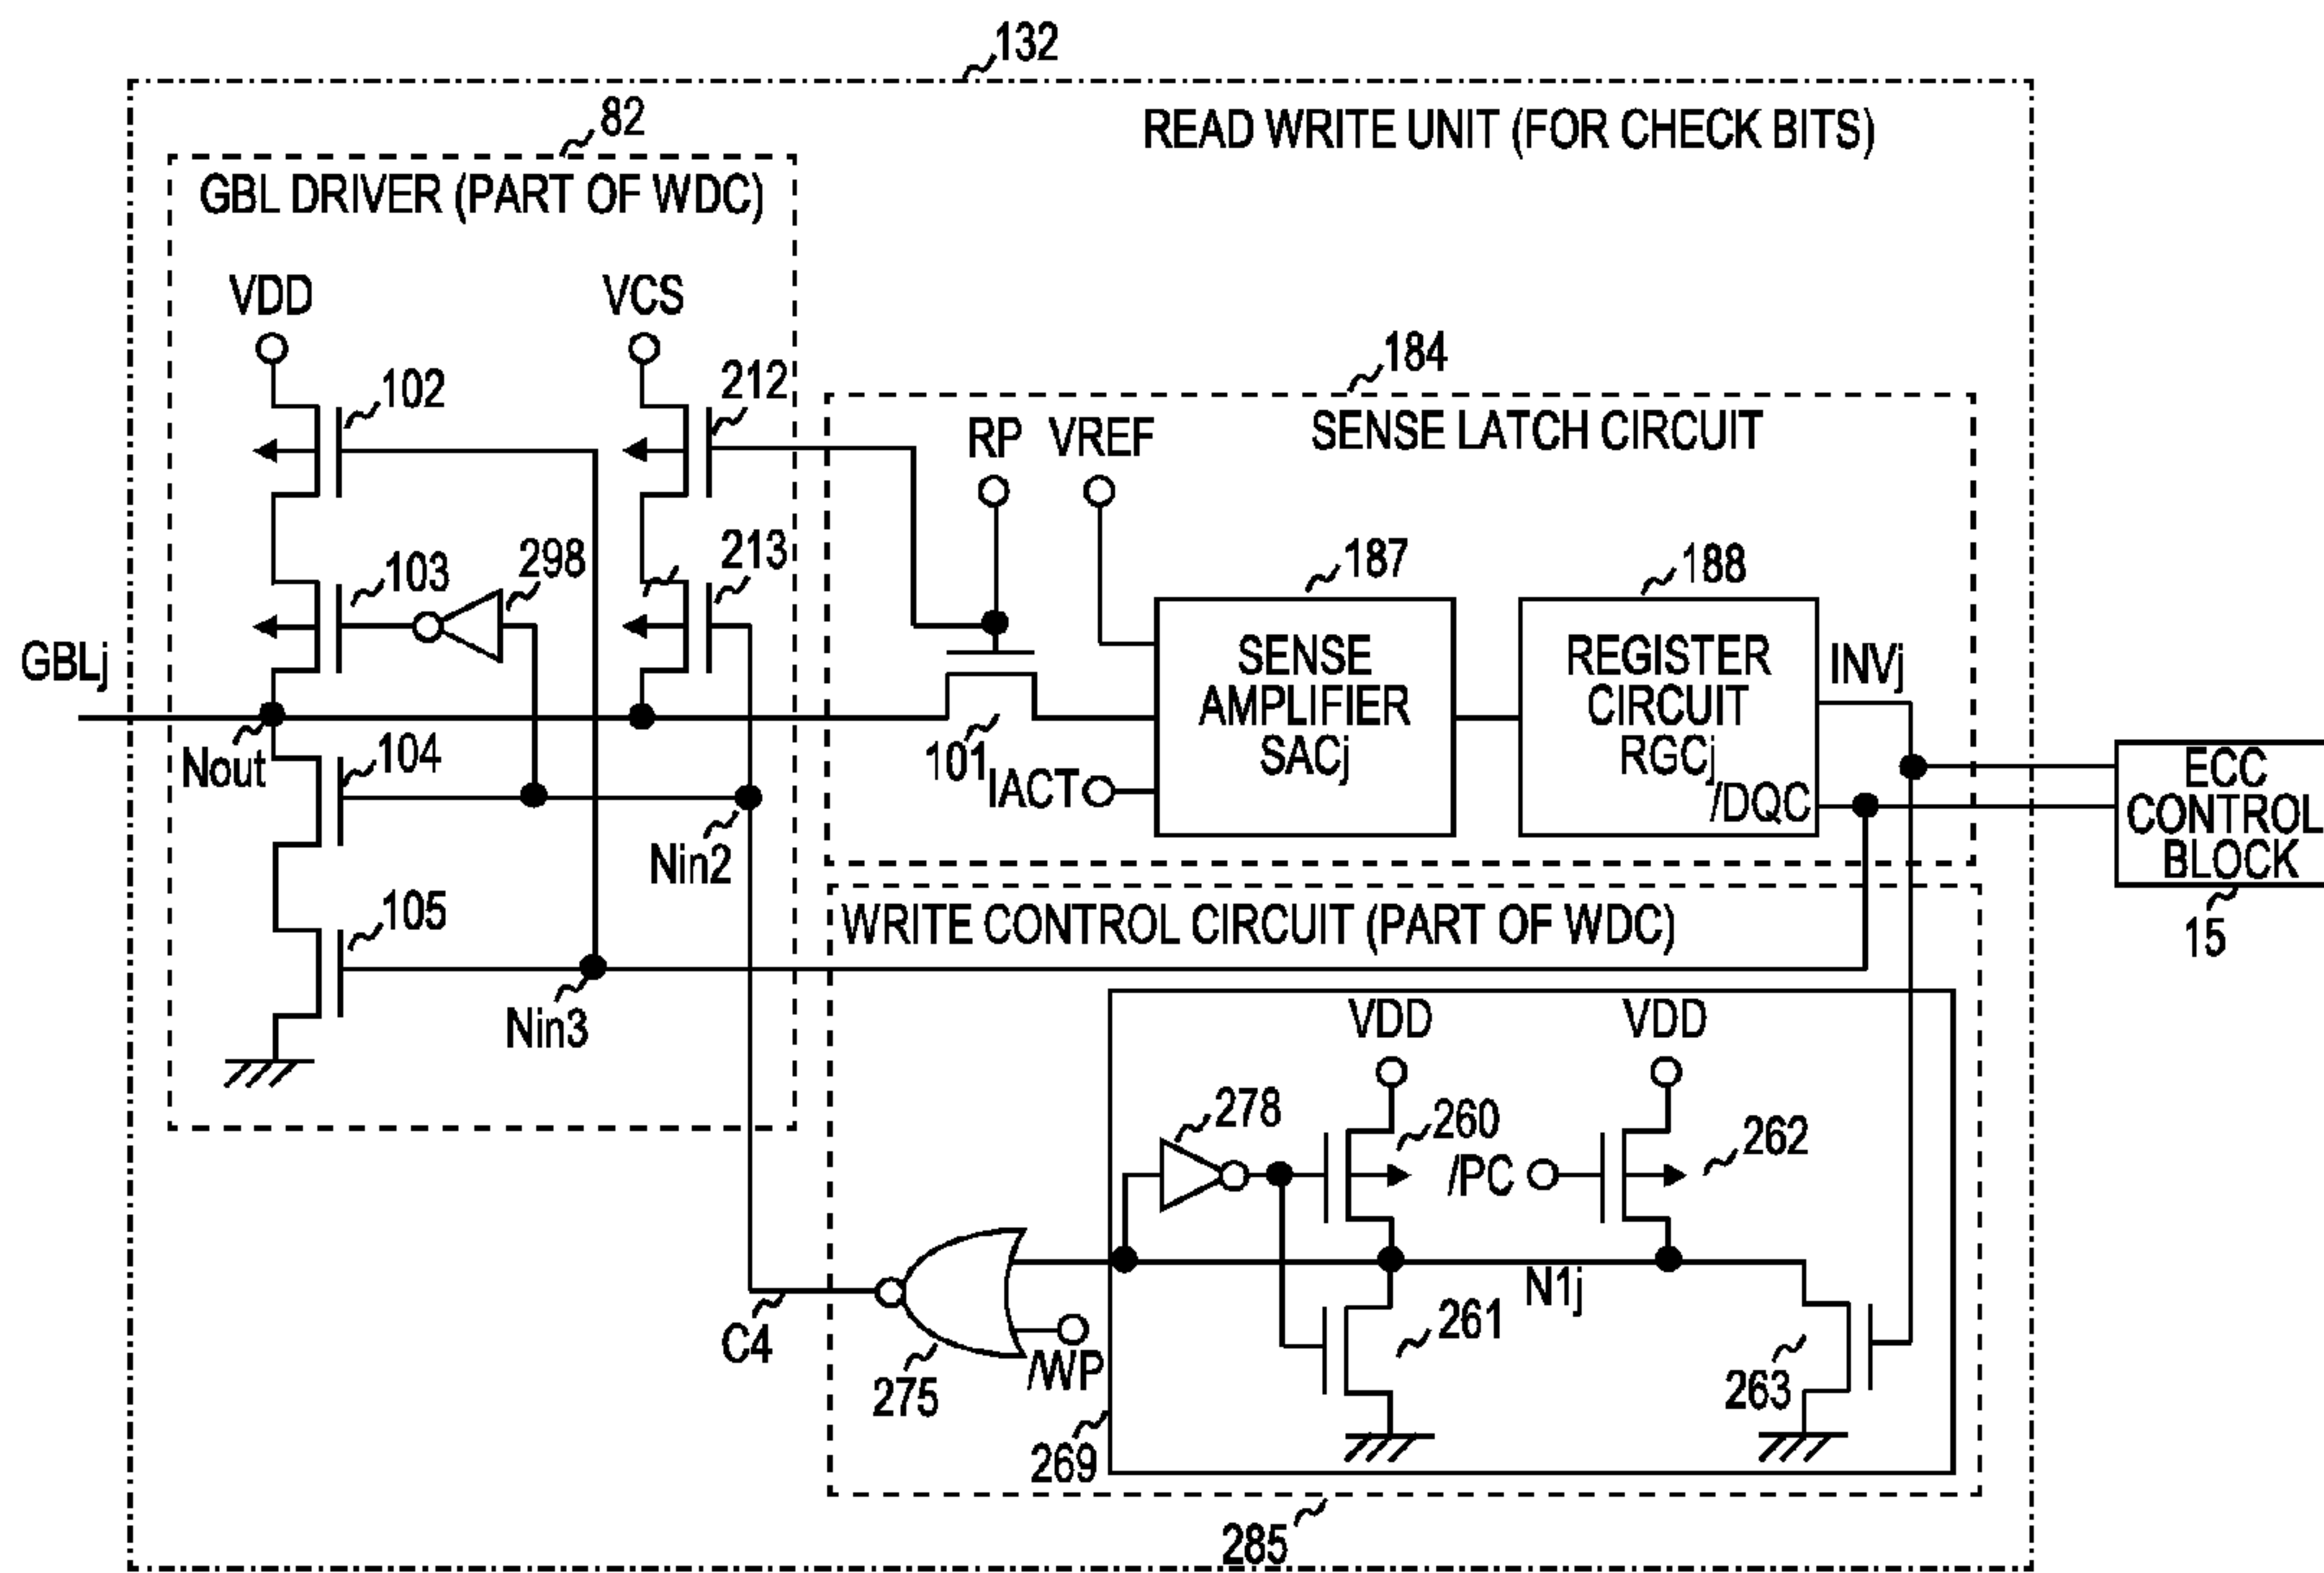 132
READ WRITE UNIT (FOR CHECK BITS)
82
GBL DRIVER (PART OF WDC)
VDD
VCS
102
212
103
298
213
GBLj
Nout
104
Nin2
105
Nin3
184
SENSE LATCH CIRCUIT
RP
VREF
187
188
SENSE
AMPLIFIER
SACj
REGISTER
CIRCUIT
RGCj
/DQC
INVj
101
IACT
ECC
CONTROL
BLOCK
15
WRITE CONTROL CIRCUIT (PART OF WDC)
VDD
VDD
278
260
/PC
262
N1j
261
263
C4
275
/WP
269
285